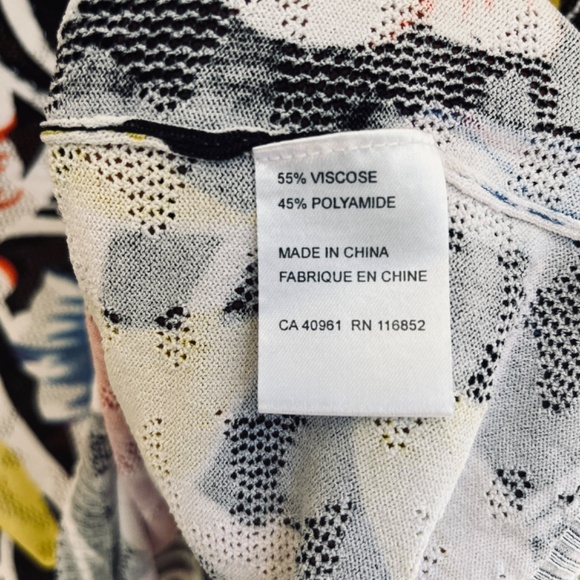 55% VISCOSE
45% POLYAMIDE
MADE IN CHINA
FABRIQUE EN CHINE
CA 40961 RN 116852